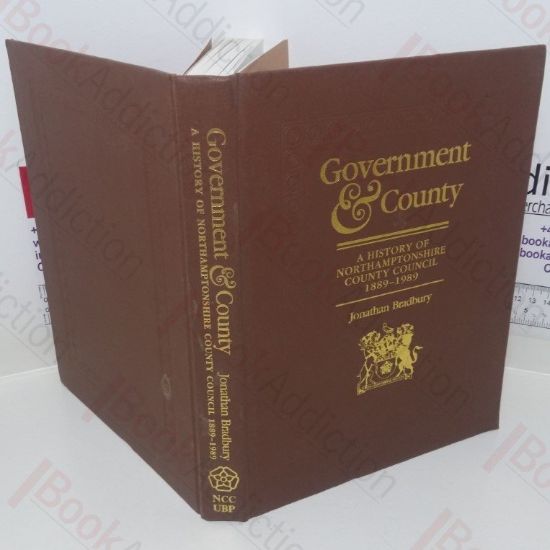 Government
& County
A HISTORY OF
NORTHAMPTONSHIRE
COUNTY COUNCIL
1889-1989
Jonathan Bradbury
Government & County
A HISTORY OF NORTHAMPTONSHIRE COUNTY COUNCIL 1889-1989
Jonathan Bradbury
NCC
UBP
BookAddiction